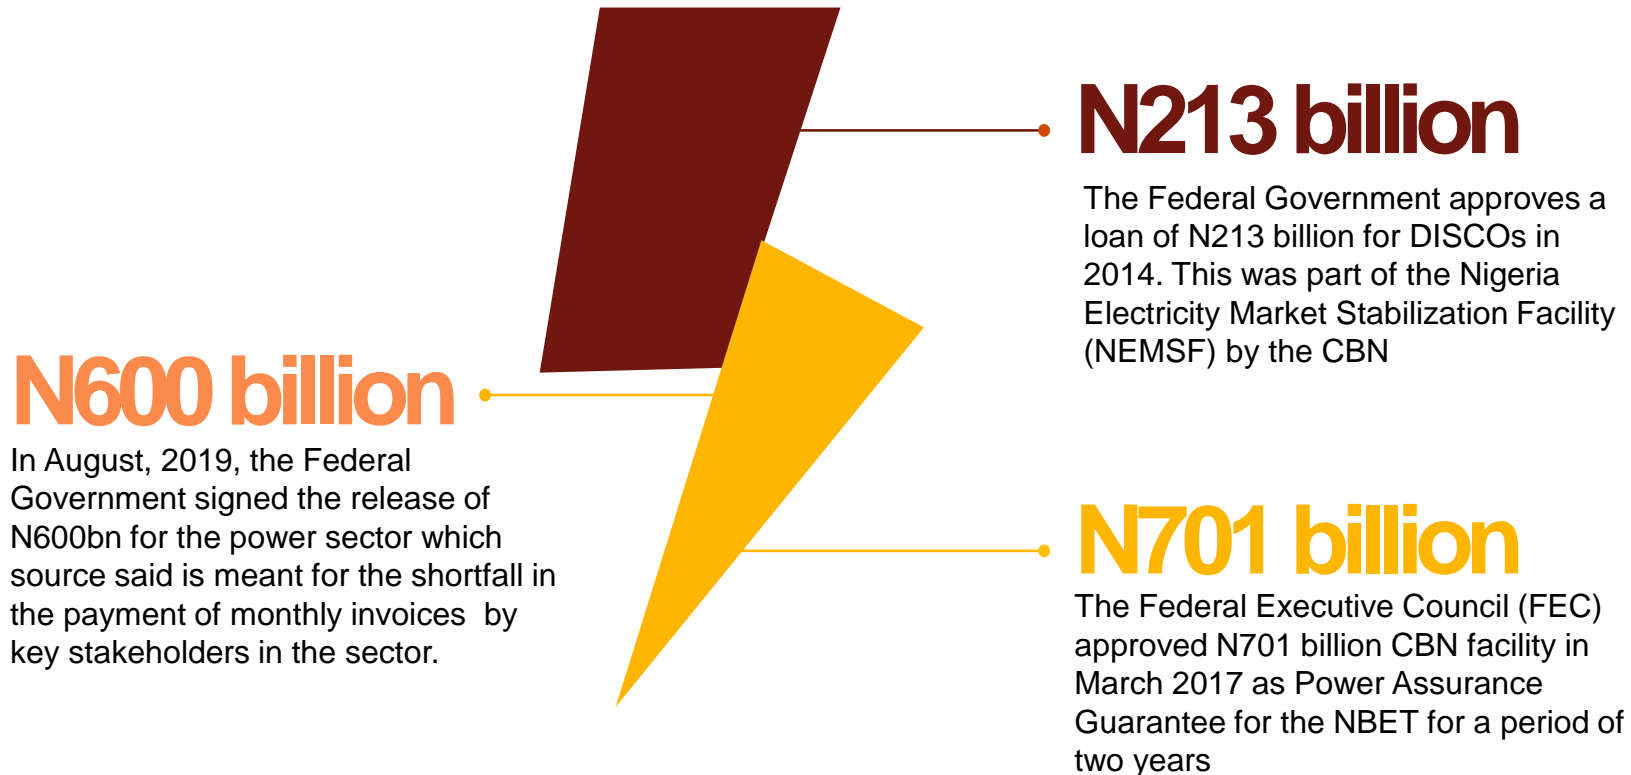 N213 billion
The Federal Government approves a
loan of N213 billion for DISCOs in
2014. This was part of the Nigeria
Electricity Market Stabilization Facility
(NEMSF) by the CBN
N600 billion
In August, 2019, the Federal
Government signed the release of
N600bn for the power sector which
source said is meant for the shortfall in
the payment of monthly invoices  by
key stakeholders in the sector.
N701 billion
The Federal Executive Council (FEC)
approved N701 billion CBN facility in
March 2017 as Power Assurance
Guarantee for the NBET for a period of
two years